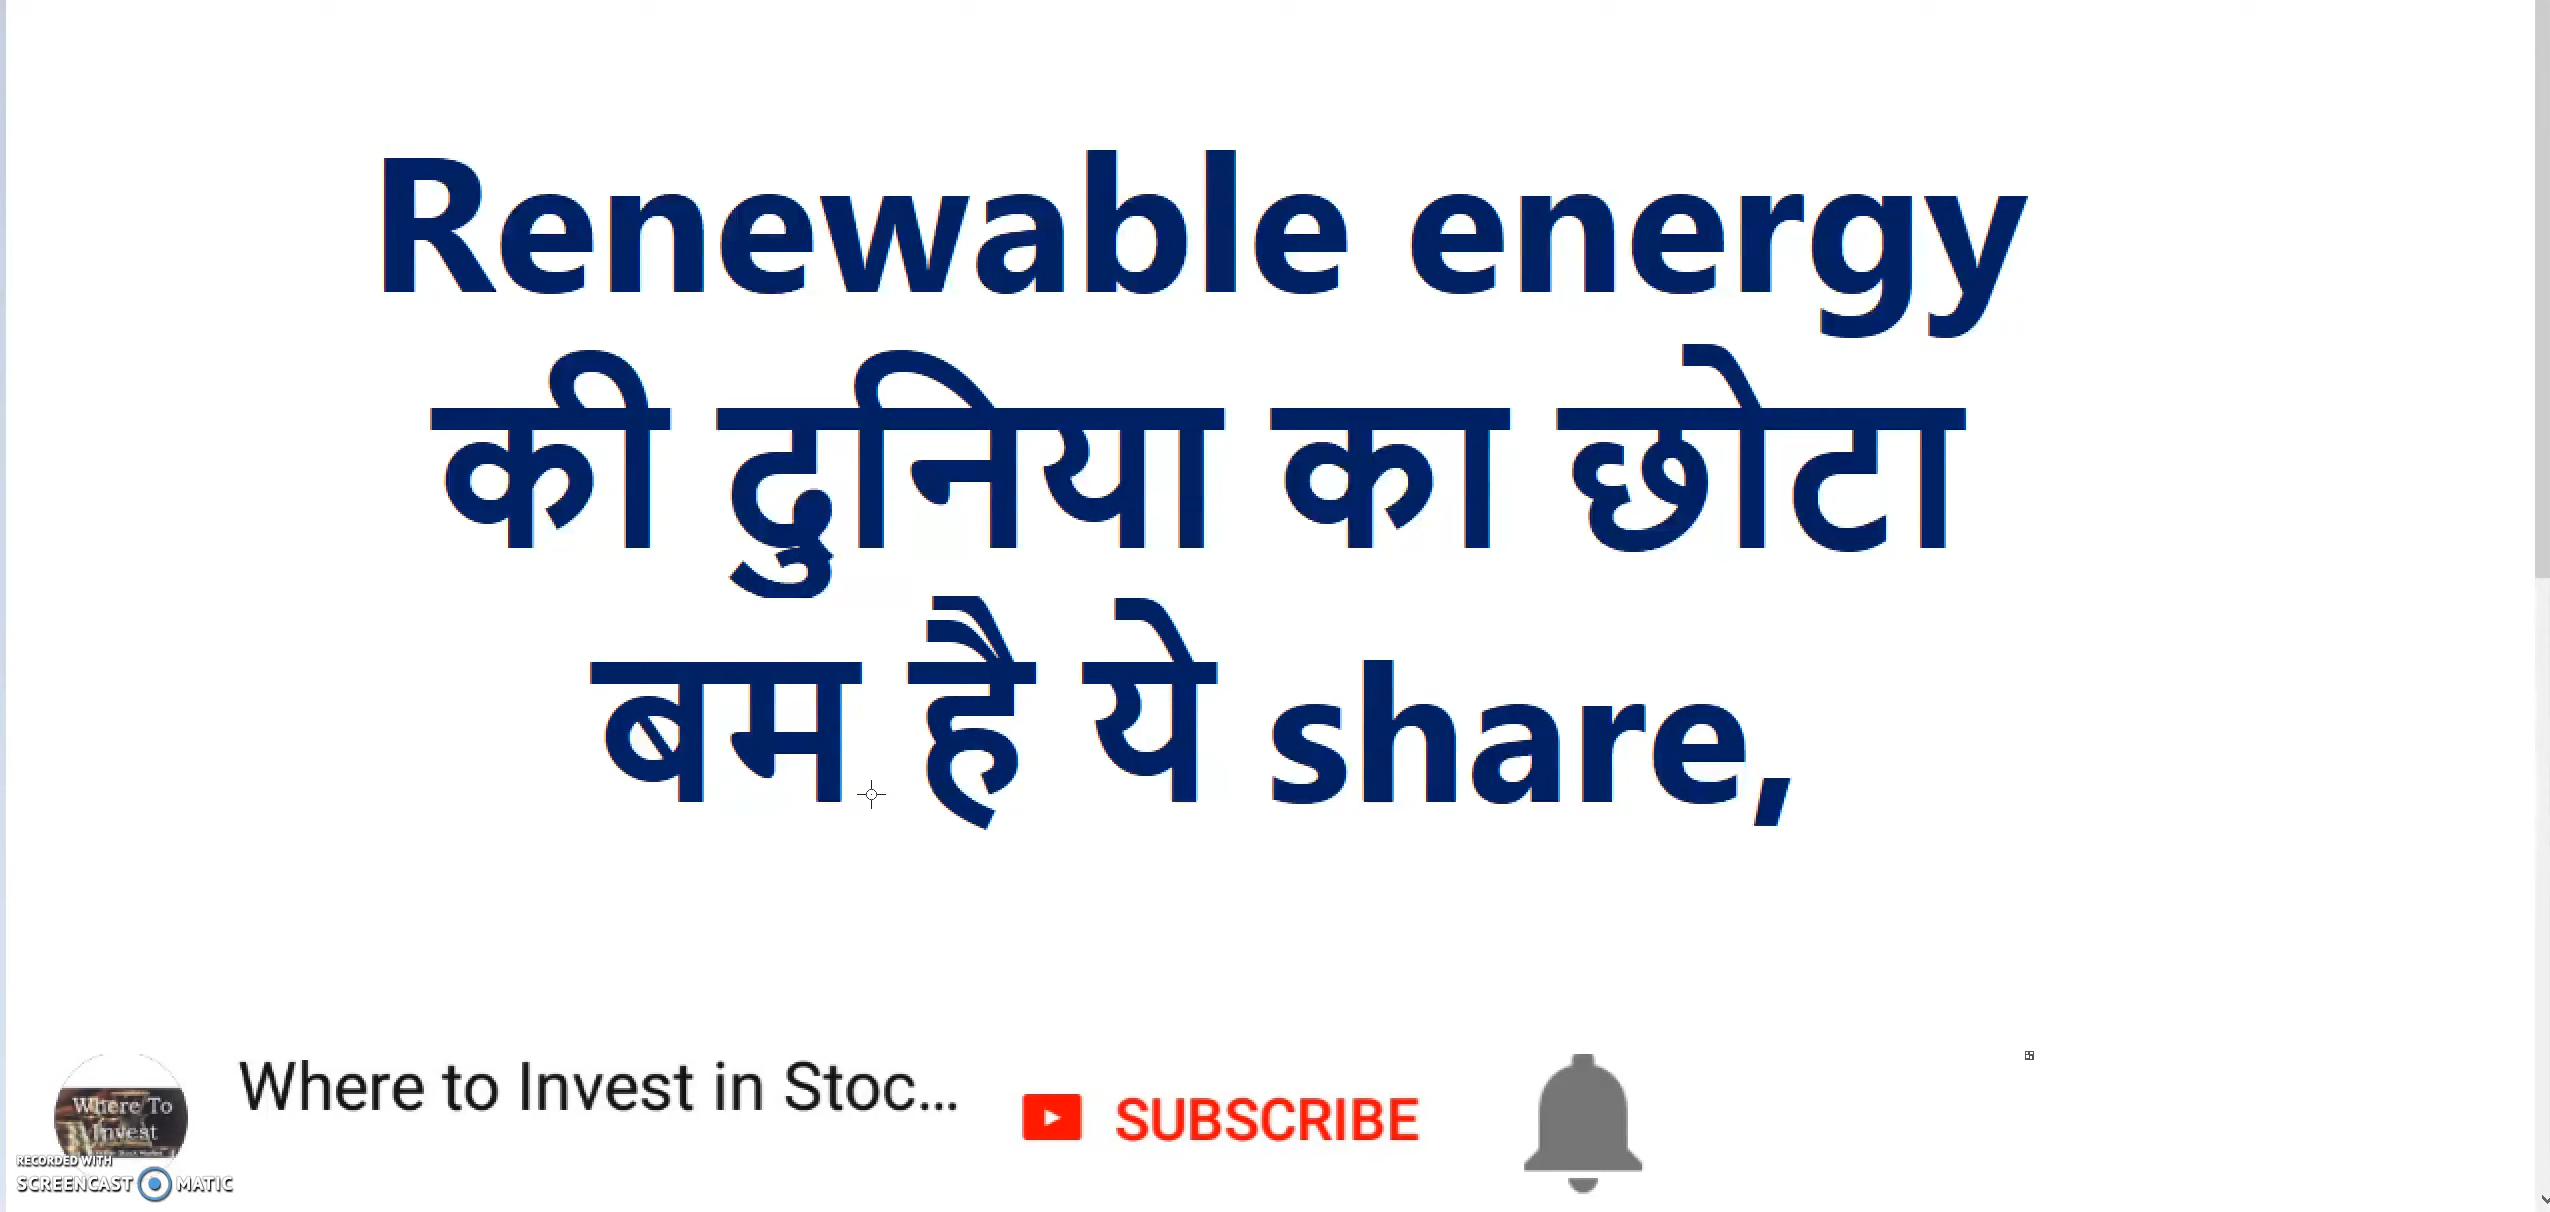 Renewable energy
की दुनिया का छोटा
बम है ये share,
Where to Invest in Stoc...
SUBSCRIBE
Where To
Invest
RECORDED WITH
SCREENCAST MATIC